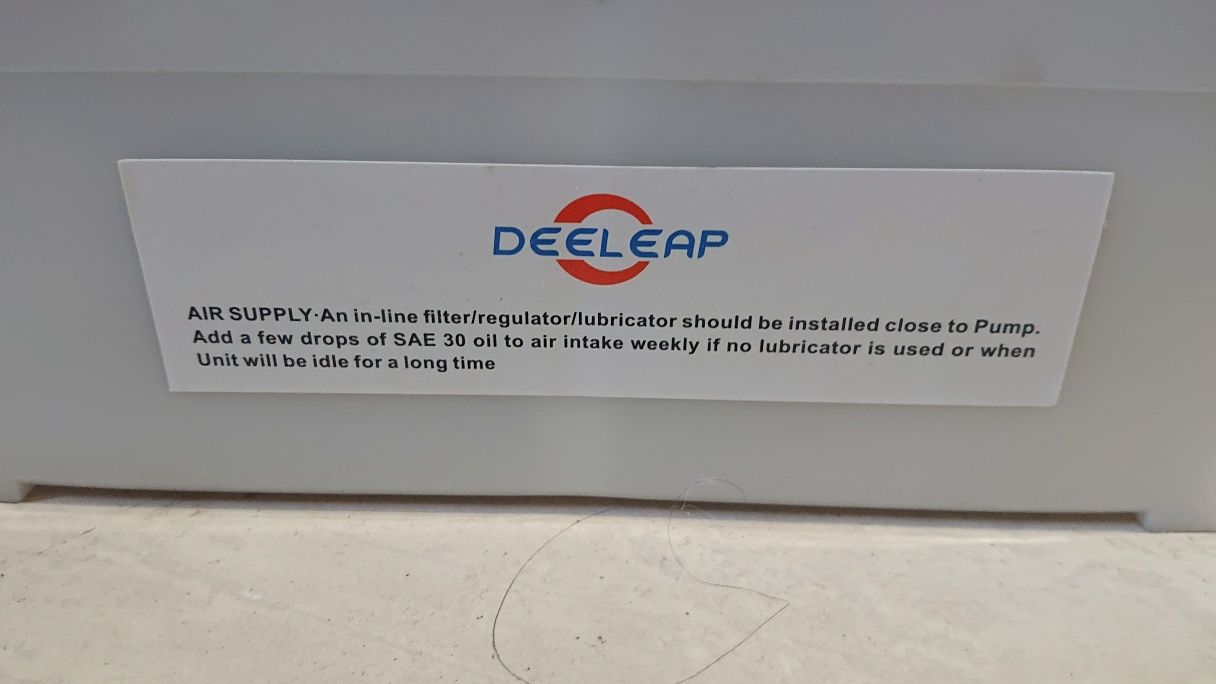 DEELEAP
AIR SUPPLY·An in-line filter/regulator/lubricator should be installed close to Pump.
Add a few drops of SAE 30 oil to air intake weekly if no lubricator is used or when
Unit will be idle for a long time